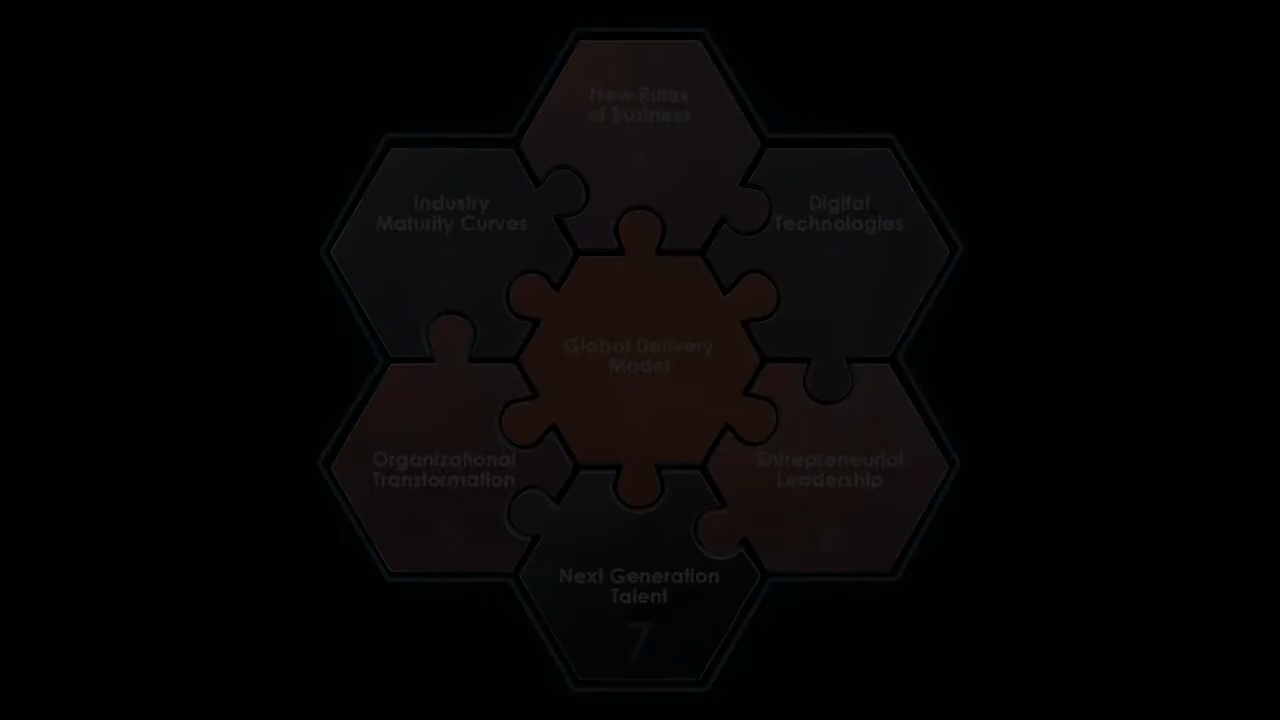 New Rules
of Business
Industry
Maturity Curves
Digital
Technologies
Global Delivery
Model
Organizational
Transformation
Entrepreneurial
Leadership
Next Generation
Talent
7